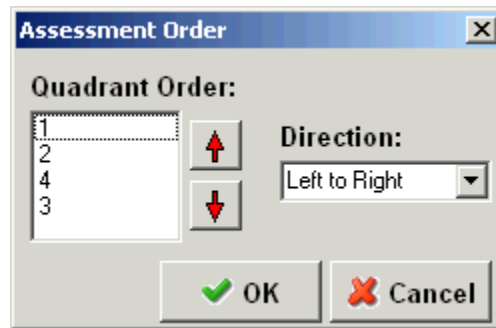 Assessment Order
Quadrant Order:
1
2
4
3
Direction:
Left to Right
OK
Cancel